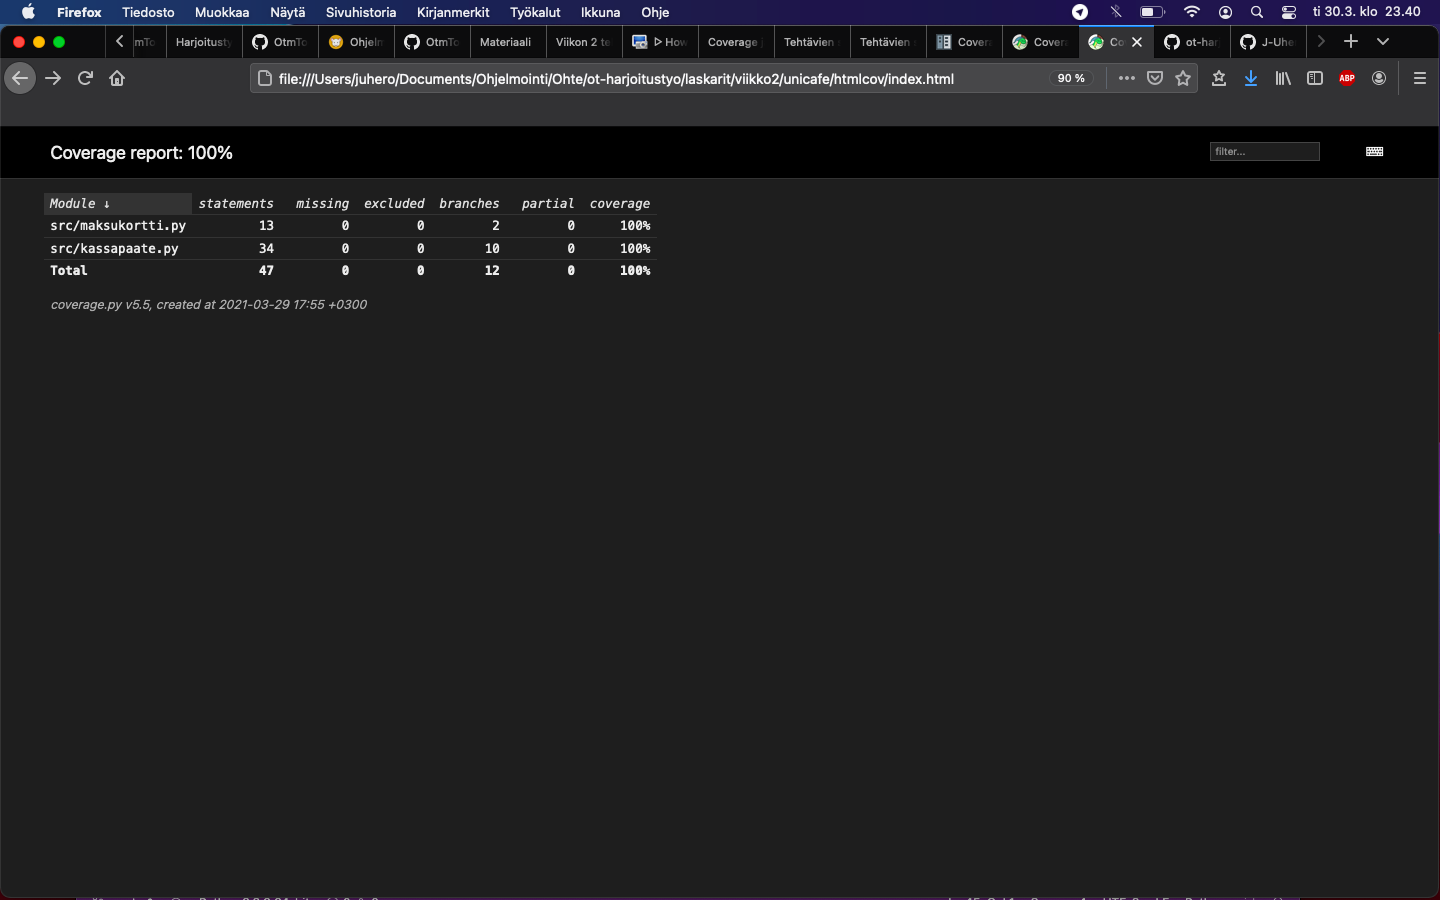 Firefox Tiedosto Muokkaa Näytä Sivuhistoria Kirjanmerkit Työkalut Ikkuna Ohje ti 30.3. klo 23.40
Harjoitusty OtmTo Ohjelm OtmTo Materiaali Viikon 2 te How Coverage Tehtävien Tehtävien Covera Covera Co ot-har J-Uhe
file:///Users/juhero/Documents/Ohjelmointi/Ohte/ot-harjoitustyo/laskarit/viikko2/unicafe/htmlcov/index.html 90 % ABP
Coverage report: 100% filter...
Module ↓ statements missing excluded branches partial coverage
src/maksukortti.py 13 0 0 2 0 100%
src/kassapaate.py 34 0 0 10 0 100%
Total 47 0 0 12 0 100%
coverage.py v5.5, created at 2021-03-29 17:55 +0300